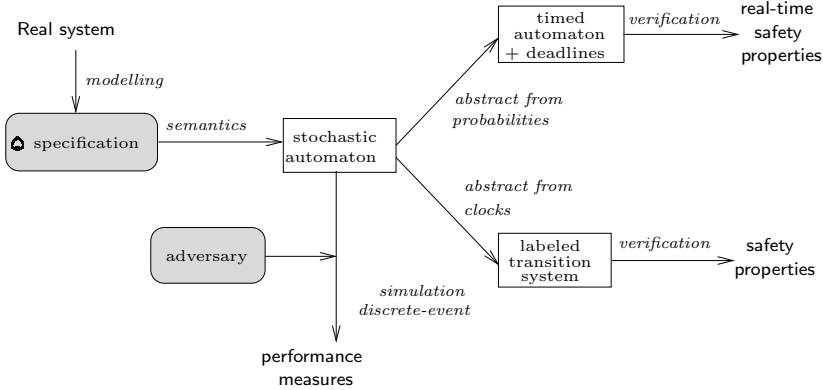 Real system
modelling
♤ specification
semantics
stochastic
automaton
adversary
simulation
discrete-event
performance
measures
abstract from
probabilities
timed
automaton
+ deadlines
verification
real-time
safety
properties
abstract from
clocks
labeled
transition
system
verification
safety
properties